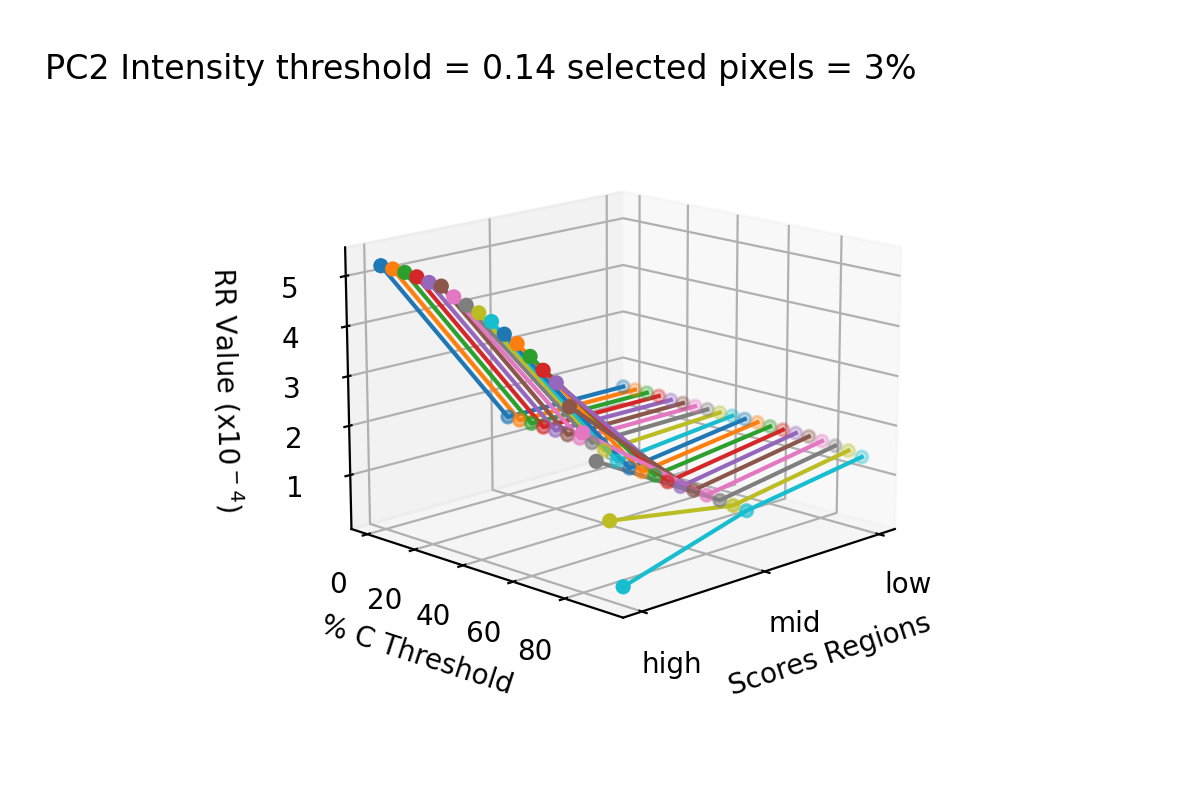 PC2 Intensity threshold = 0.14 selected pixels = 3%
RR Value (x10⁻⁴)
5
4
3
2
1
0
20
40
60
80
% C Threshold
high
mid
low
Scores Regions